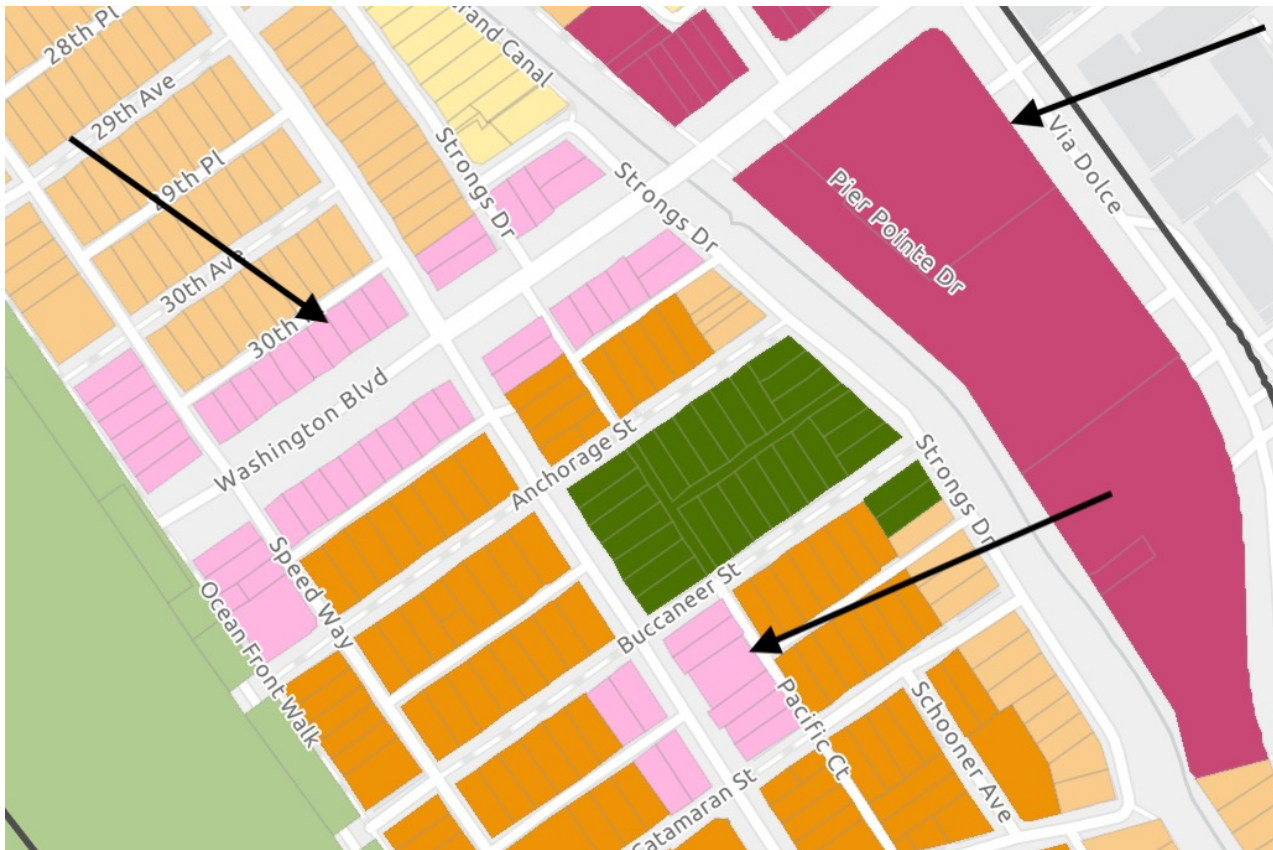 28th Pl
29th Ave
29th Pl
30th Ave
30th
Grand Canal
Strongs Dr
Strongs Dr
Via Dolce
Pier Pointe Dr
Washington Blvd
Anchorage St
Strongs Dr
Speed Way
Buccaneer St
Ocean Front Walk
Pacific Ct
Schooner Ave
Catamaran St